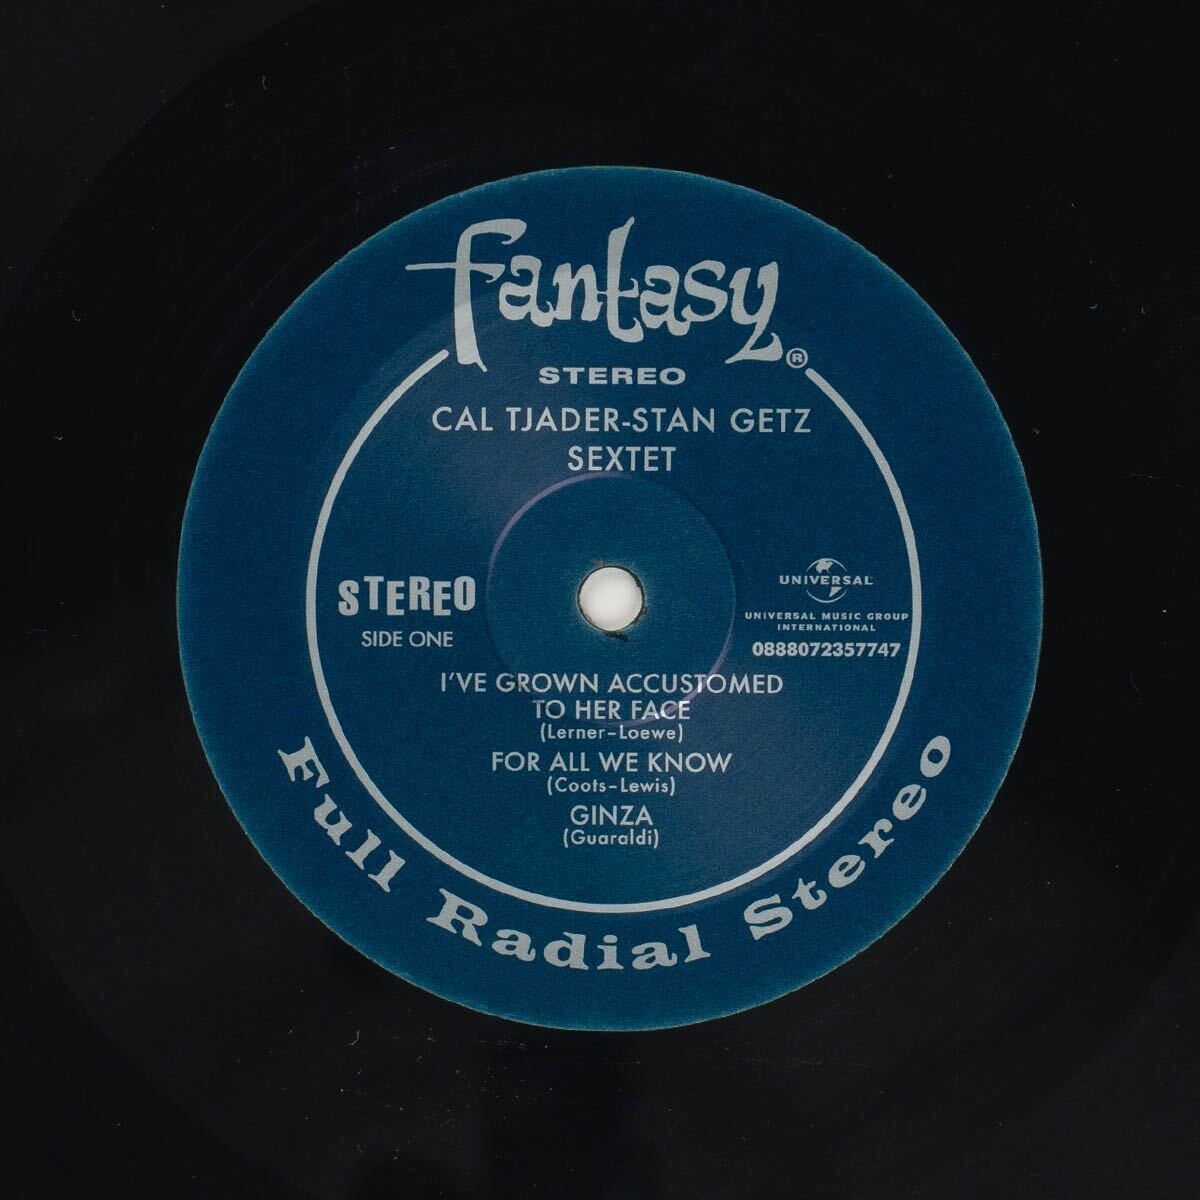 fantasy®
STEREO
CAL TJADER-STAN GETZ
SEXTET
STEREO
SIDE ONE
UNIVERSAL
UNIVERSAL MUSIC GROUP
INTERNATIONAL
0888072357747
I'VE GROWN ACCUSTOMED
TO HER FACE
(Lerner–Loewe)
FOR ALL WE KNOW
(Coots–Lewis)
GINZA
(Guaraldi)
Full Radial Stereo